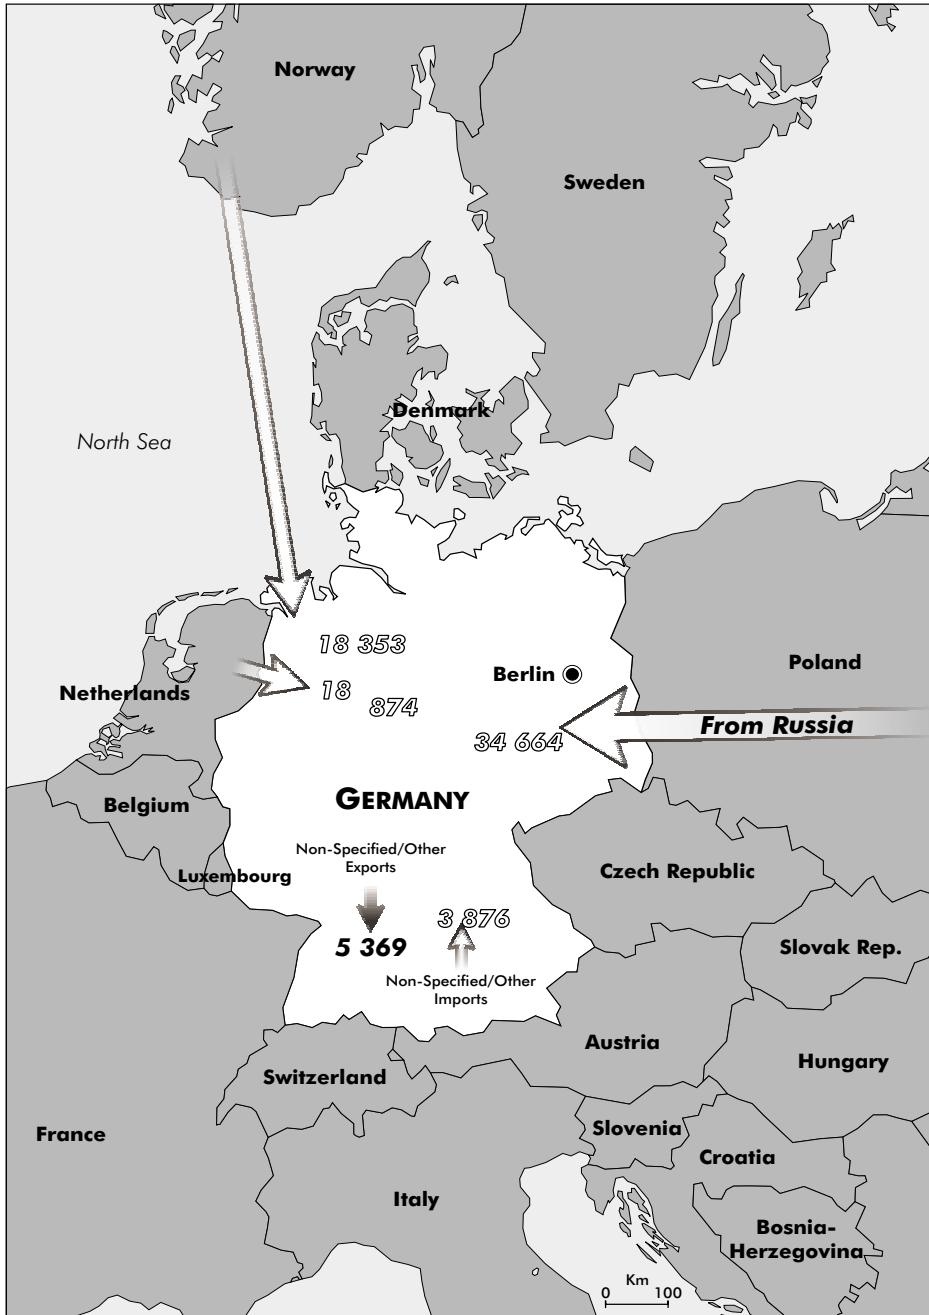 Norway
Sweden
Denmark
North Sea
18 353
Netherlands
18
874
Berlin
Poland
From Russia
34 664
GERMANY
Belgium
Luxembourg
Non-Specified/Other
Exports
5 369
3 876
Non-Specified/Other
Imports
Czech Republic
Slovak Rep.
Austria
Hungary
Switzerland
France
Slovenia
Croatia
Italy
Bosnia-
Herzegovina
Km
0 100